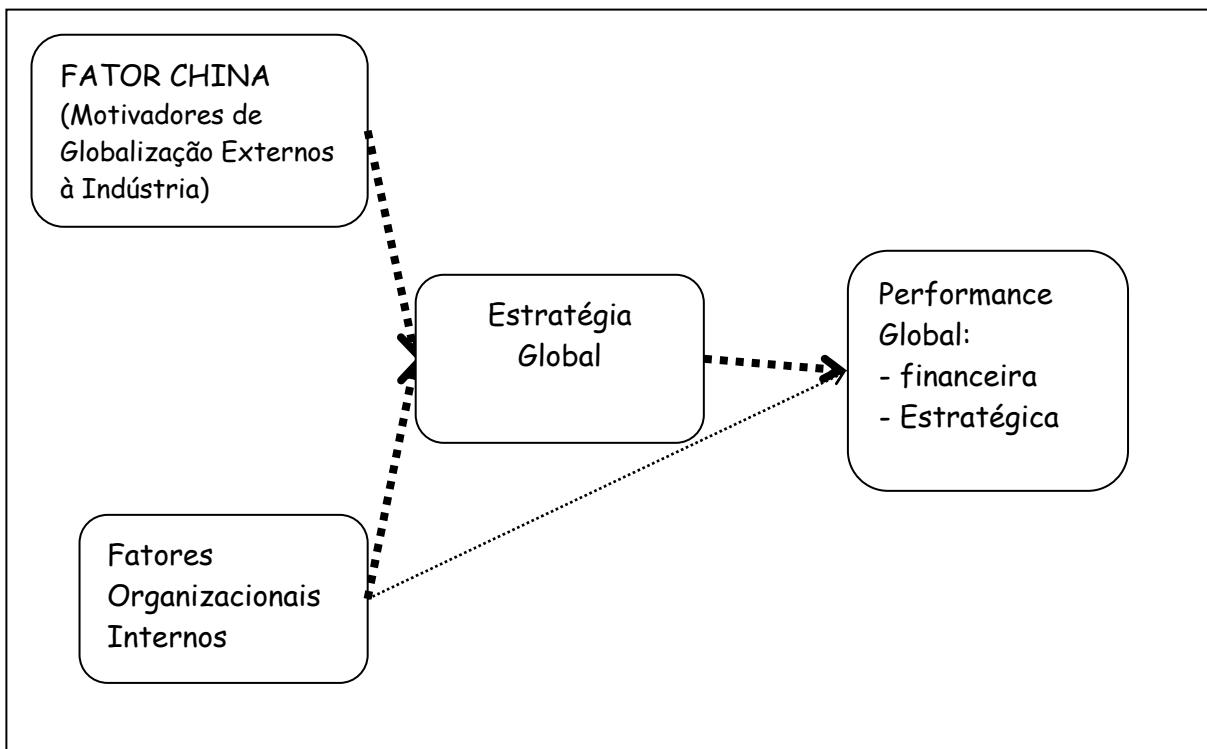 FATOR CHINA
(Motivadores de
Globalização Externos
à Indústria)
Estratégia
Global
Performance
Global:
- financeira
- Estratégica
Fatores
Organizacionais
Internos